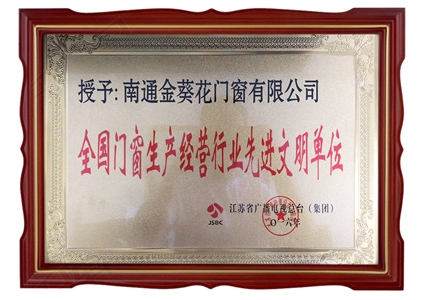 授予:南通金葵花门窗有限公司
全国门窗生产经营行业先进文明单位
JSBC
江苏省广播电视总台(集团)
二〇一六年